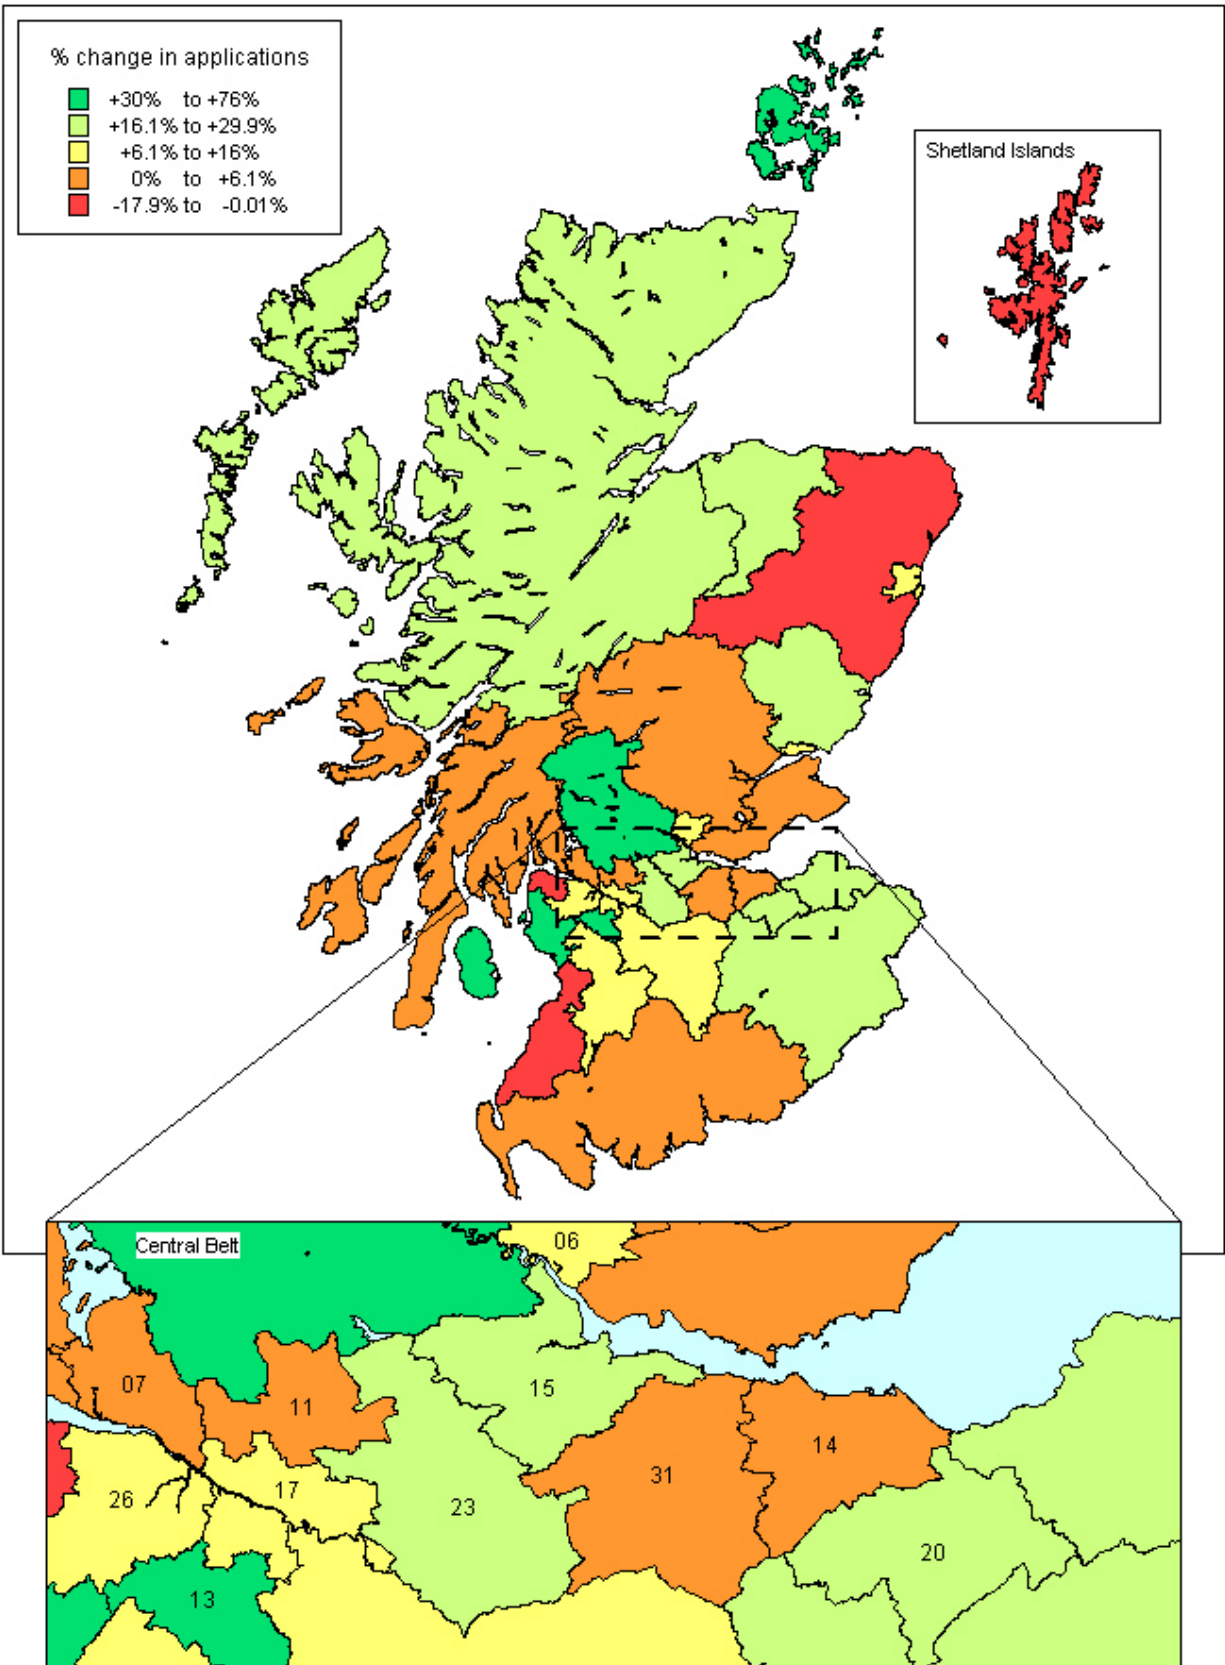 % change in applications
+30% to +76%
+16.1% to +29.9%
+6.1% to +16%
0% to +6.1%
-17.9% to -0.01%
Shetland Islands
Central Belt
06
07
11
15
14
31
17
26
23
20
13